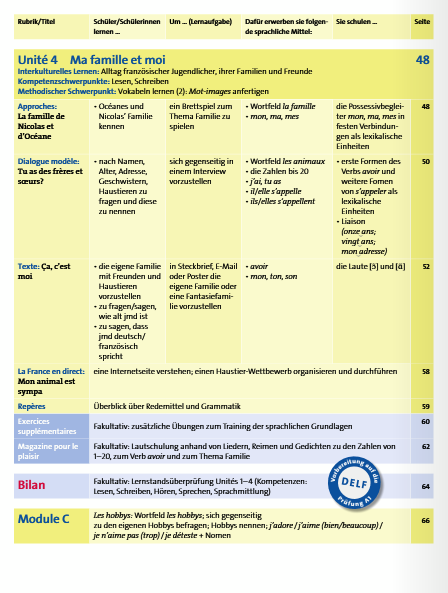 Rubrik/Titel
Schüler/Schülerinnen
lernen ...
Um ... (Lernaufgabe)
Dafür erwerben sie folgen-
de sprachliche Mittel:
Sie schulen ...
Seite
Unité 4 Ma famille et moi
48
Interkulturelles Lernen: Alltag französischer Jugendlicher, ihrer Familien und Freunde
Kompetenzschwerpunkte: Lesen, Schreiben
Methodischer Schwerpunkt: Vokabeln lernen (2): Mot-images anfertigen
Approches:
La famille de
Nicolas et
d'Océane
• Océanes und
Nicolas' Familie
kennen
ein Brettspiel zum
Thema Familie zu
spielen
• Wortfeld la famille
• mon, ma, mes
die Possessivbeglei-
ter mon, ma, mes in
festen Verbindun-
gen als lexikalische
Einheiten
48
Dialogue modèle:
Tu as des frères et
sœurs?
• nach Namen,
Alter, Adresse,
Geschwistern,
Haustieren zu
fragen und diese
zu nennen
sich gegenseitig in
einem Interview
vorzustellen
• Wortfeld les animaux
• die Zahlen bis 20
• j'ai, tu as
• il/elle s'appelle
• ils/elles s'appellent
• erste Formen des
Verbs avoir und
weitere Fomen
von s'appeler als
lexikalische
Einheiten
• Liaison
(onze ans;
vingt ans;
mon adresse)
50
Texte: Ça, c'est
moi
• die eigene Familie
mit Freunden und
Haustieren
vorzustellen
• zu fragen/sagen,
wie alt jmd ist
• zu sagen, dass
jmd deutsch/
französisch
spricht
in Steckbrief, E-Mail
oder Poster die
eigene Familie oder
eine Fantasiefami-
lie vorzustellen
• avoir
• mon, ton, son
die Laute [ɔ̃] und [ɑ̃]
52
La France en direct:
Mon animal est
sympa
eine Internetseite verstehen; einen Haustier-Wettbewerb organisieren und durchführen
58
Repères
Überblick über Redemittel und Grammatik
59
Exercices
supplémentaires
Fakultativ: zusätzliche Übungen zum Training der sprachlichen Grundlagen
60
Magazine pour le
plaisir
Fakultativ: Lautschulung anhand von Liedern, Reimen und Gedichten zu den Zahlen von
1–20, zum Verb avoir und zum Thema Familie
62
Bilan
Fakultativ: Lernstandsüberprüfung Unités 1–4 (Kompetenzen:
Lesen, Schreiben, Hören, Sprechen, Sprachmittlung)
Vorbereitung auf die
DELF
Prüfung A1
64
Module C
Les hobbys: Wortfeld les hobbys; sich gegenseitig
zu den eigenen Hobbys befragen; Hobbys nennen; j'adore / j'aime (bien/beaucoup) /
je n'aime pas (trop) / je déteste + Nomen
66